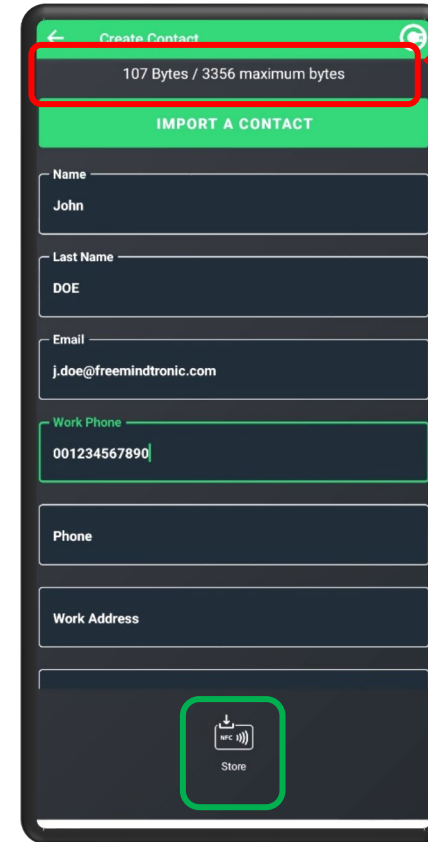 Create Contact
107 Bytes / 3356 maximum bytes
IMPORT A CONTACT
Name
John
Last Name
DOE
Email
j.doe@freemindtronic.com
Work Phone
001234567890
Phone
Work Address
NFC
Store